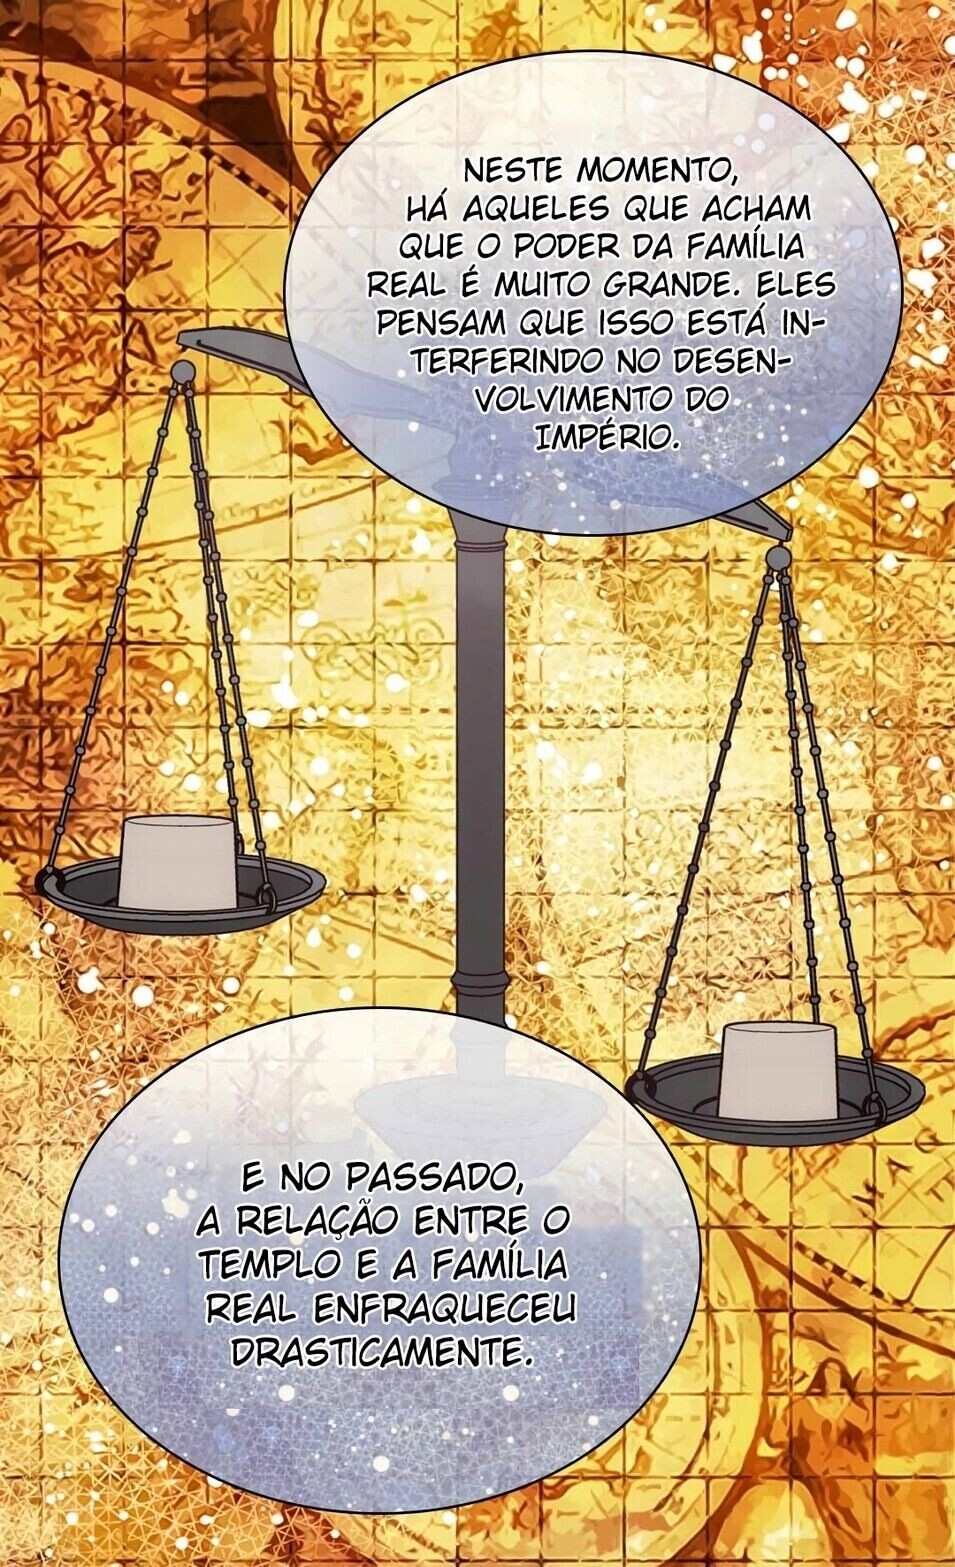 NESTE MOMENTO,
HÁ AQUELES QUE ACHAM
QUE O PODER DA FAMÍLIA
REAL É MUITO GRANDE. ELES
PENSAM QUE ISSO ESTÁ IN-
TERFERINDO NO DESEN-
VOLVIMENTO DO
IMPÉRIO.
E NO PASSADO,
A RELAÇÃO ENTRE O
TEMPLO E A FAMÍLIA
REAL ENFRAQUECEU
DRASTICAMENTE.